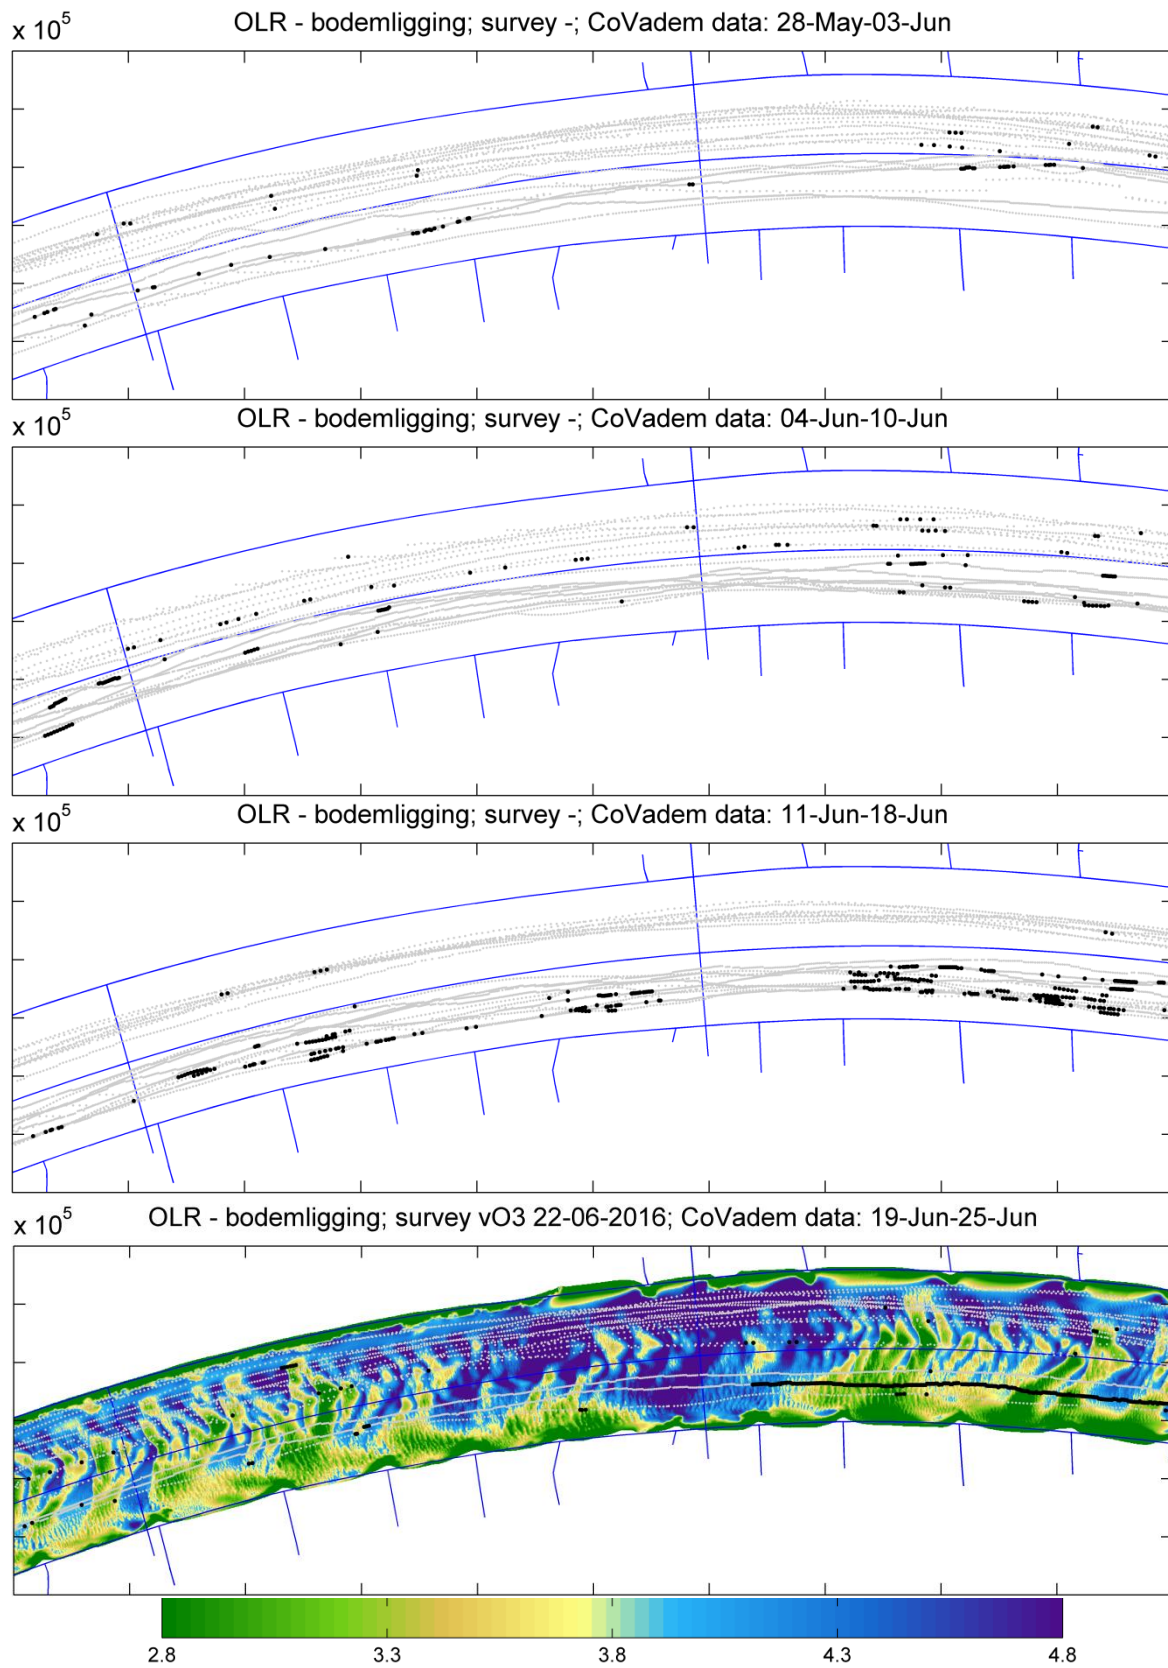 x 10^5 OLR - bodemligging; survey -; CoVadem data: 28-May-03-Jun
x 10^5 OLR - bodemligging; survey -; CoVadem data: 04-Jun-10-Jun
x 10^5 OLR - bodemligging; survey -; CoVadem data: 11-Jun-18-Jun
x 10^5 OLR - bodemligging; survey vO3 22-06-2016; CoVadem data: 19-Jun-25-Jun
2.8 3.3 3.8 4.3 4.8